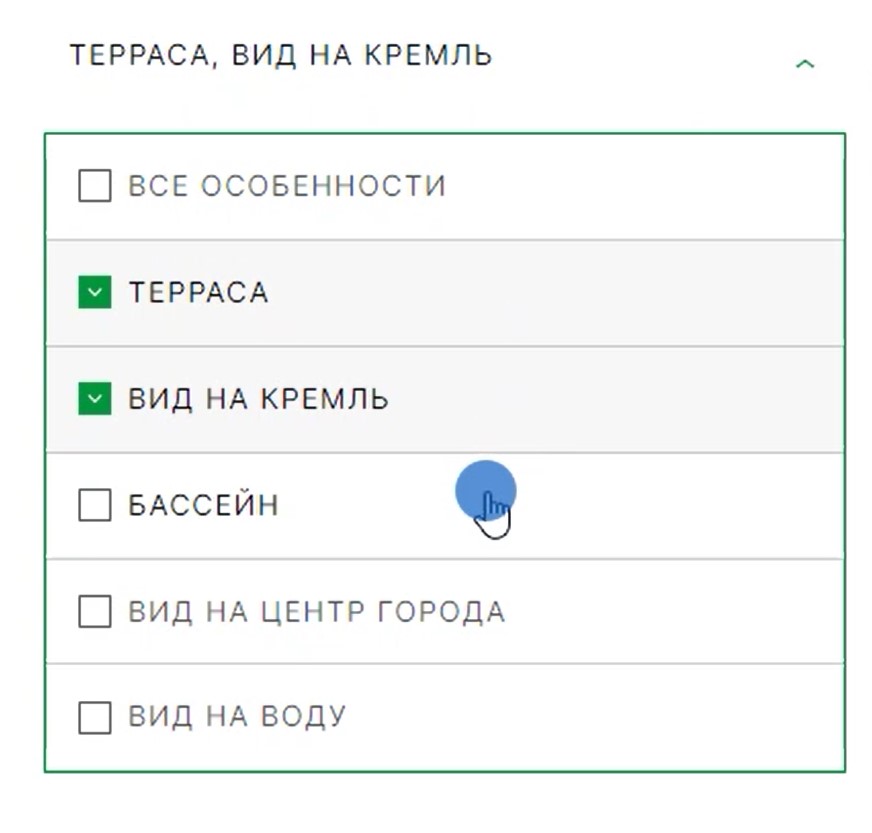 ТЕРРАСА, ВИД НА КРЕМЛЬ
ВСЕ ОСОБЕННОСТИ
ТЕРРАСА
ВИД НА КРЕМЛЬ
БАССЕЙН
ВИД НА ЦЕНТР ГОРОДА
ВИД НА ВОДУ